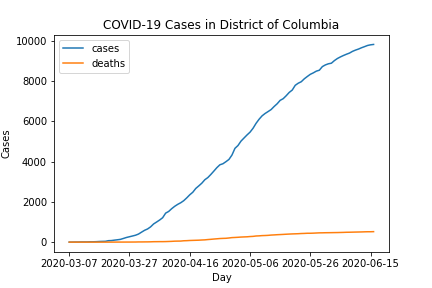 COVID-19 Cases in District of Columbia
cases
deaths
10000
8000
6000
4000
2000
0
Cases
2020-03-07 2020-03-27 2020-04-16 2020-05-06 2020-05-26 2020-06-15
Day